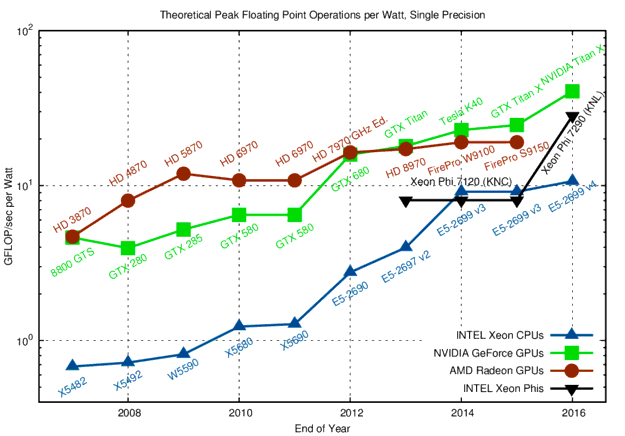 Theoretical Peak Floating Point Operations per Watt, Single Precision
GFLOP/sec per Watt
10^2
10^1
10^0
HD 3870
HD 4870
HD 5870
HD 6970
HD 6970
HD 7970 GHz Ed.
HD 8970
FirePro W9100
FirePro S9150
8800 GTS
GTX 280
GTX 285
GTX 580
GTX 580
GTX 680
GTX Titan
Tesla K40
GTX Titan X
NVIDIA Titan X
Xeon Phi 7120 (KNC)
Xeon Phi 7290 (KNL)
X5482
X5492
W5590
X5680
X5690
E5-2690
E5-2697 v2
E5-2699 v3
E5-2699 v3
E5-2699 v4
INTEL Xeon CPUs
NVIDIA GeForce GPUs
AMD Radeon GPUs
INTEL Xeon Phis
2008
2010
2012
2014
2016
End of Year